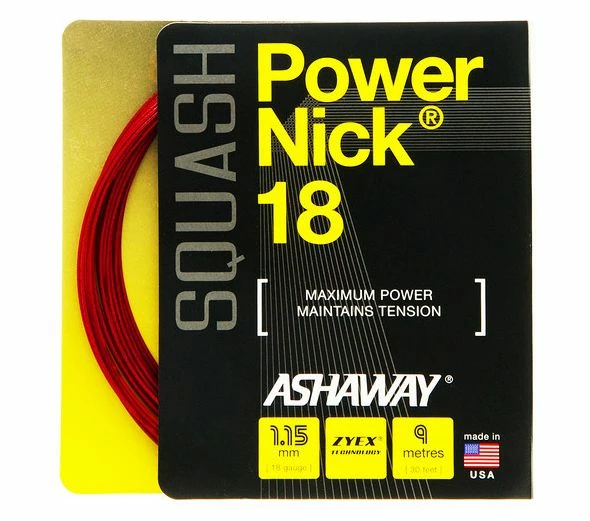 SQUASH
Power
Nick®
18
MAXIMUM POWER
MAINTAINS TENSION
ASHAWAY®
1.15
mm
[ 18 gauge ]
ZYEX®
TECHNOLOGY
9
metres
[ 30 feet ]
made in
USA